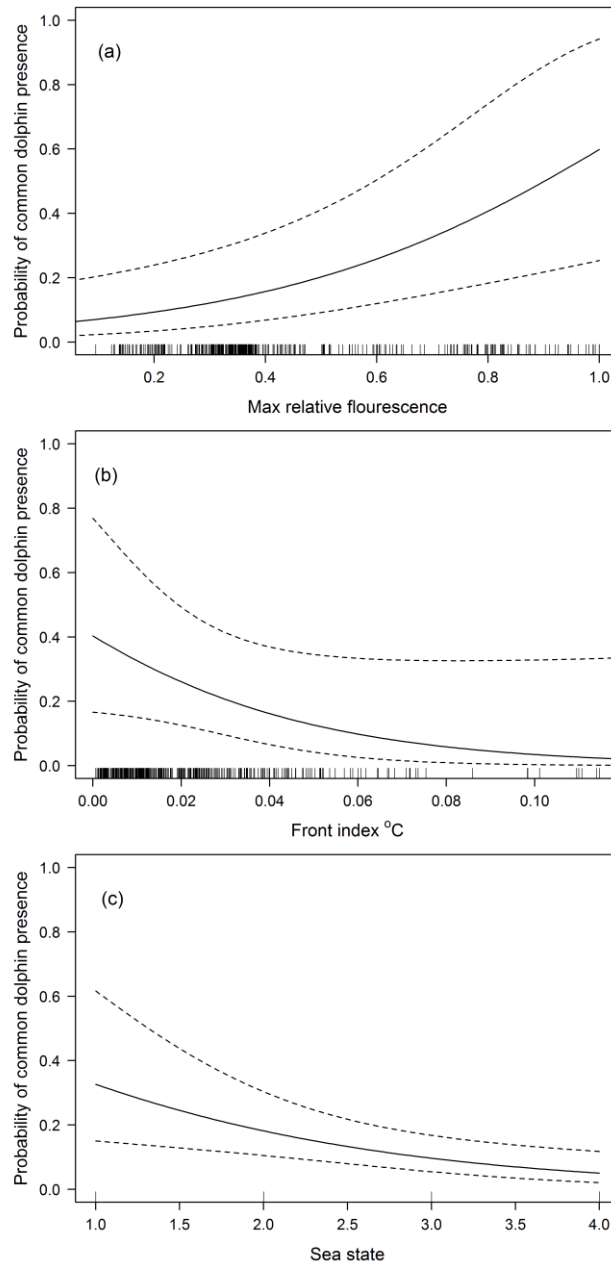 1.0
(a)
0.8
0.6
0.4
0.2
0.0
Probability of common dolphin presence
0.2 0.4 0.6 0.8 1.0
Max relative flourescence
1.0
(b)
0.8
0.6
0.4
0.2
0.0
Probability of common dolphin presence
0.00 0.02 0.04 0.06 0.08 0.10
Front index °C
1.0
(c)
0.8
0.6
0.4
0.2
0.0
Probability of common dolphin presence
1.0 1.5 2.0 2.5 3.0 3.5 4.0
Sea state